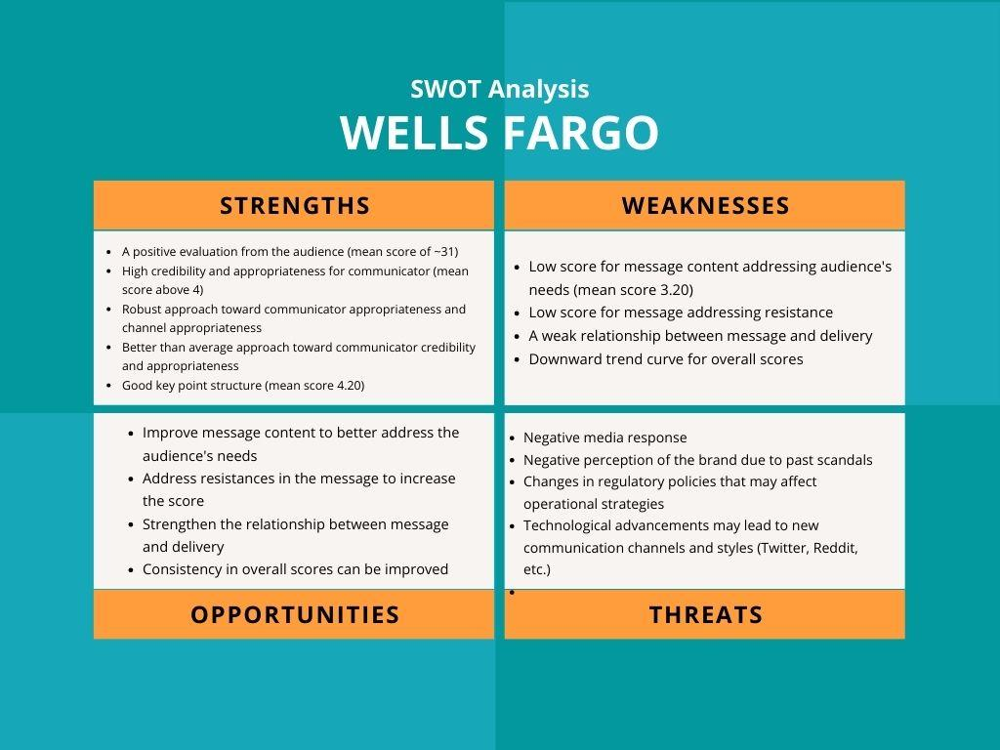 SWOT Analysis
WELLS FARGO
STRENGTHS
• A positive evaluation from the audience (mean score of ~31)
• High credibility and appropriateness for communicator (mean
score above 4)
• Robust approach toward communicator appropriateness and
channel appropriateness
• Better than average approach toward communicator credibility
and appropriateness
• Good key point structure (mean score 4.20)
WEAKNESSES
• Low score for message content addressing audience's
needs (mean score 3.20)
• Low score for message addressing resistance
• A weak relationship between message and delivery
• Downward trend curve for overall scores
• Improve message content to better address the
audience's needs
• Address resistances in the message to increase
the score
• Strengthen the relationship between message
and delivery
• Consistency in overall scores can be improved
OPPORTUNITIES
• Negative media response
• Negative perception of the brand due to past scandals
• Changes in regulatory policies that may affect
operational strategies
• Technological advancements may lead to new
communication channels and styles (Twitter, Reddit,
etc.)
•
THREATS